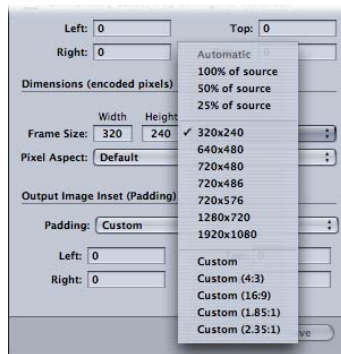 Left: 0 Top: 0
Right: 0
Automatic
100% of source
Dimensions (encoded pixels)
50% of source
25% of source
Width Height
Frame Size: 320 240 ✓ 320x240
640x480
Pixel Aspect: Default
720x480
720x486
Output Image Inset (Padding)
720x576
1280x720
Padding: Custom
1920x1080
Left: 0
Custom
Right: 0
Custom (4:3)
Custom (16:9)
Custom (1.85:1)
Custom (2.35:1)